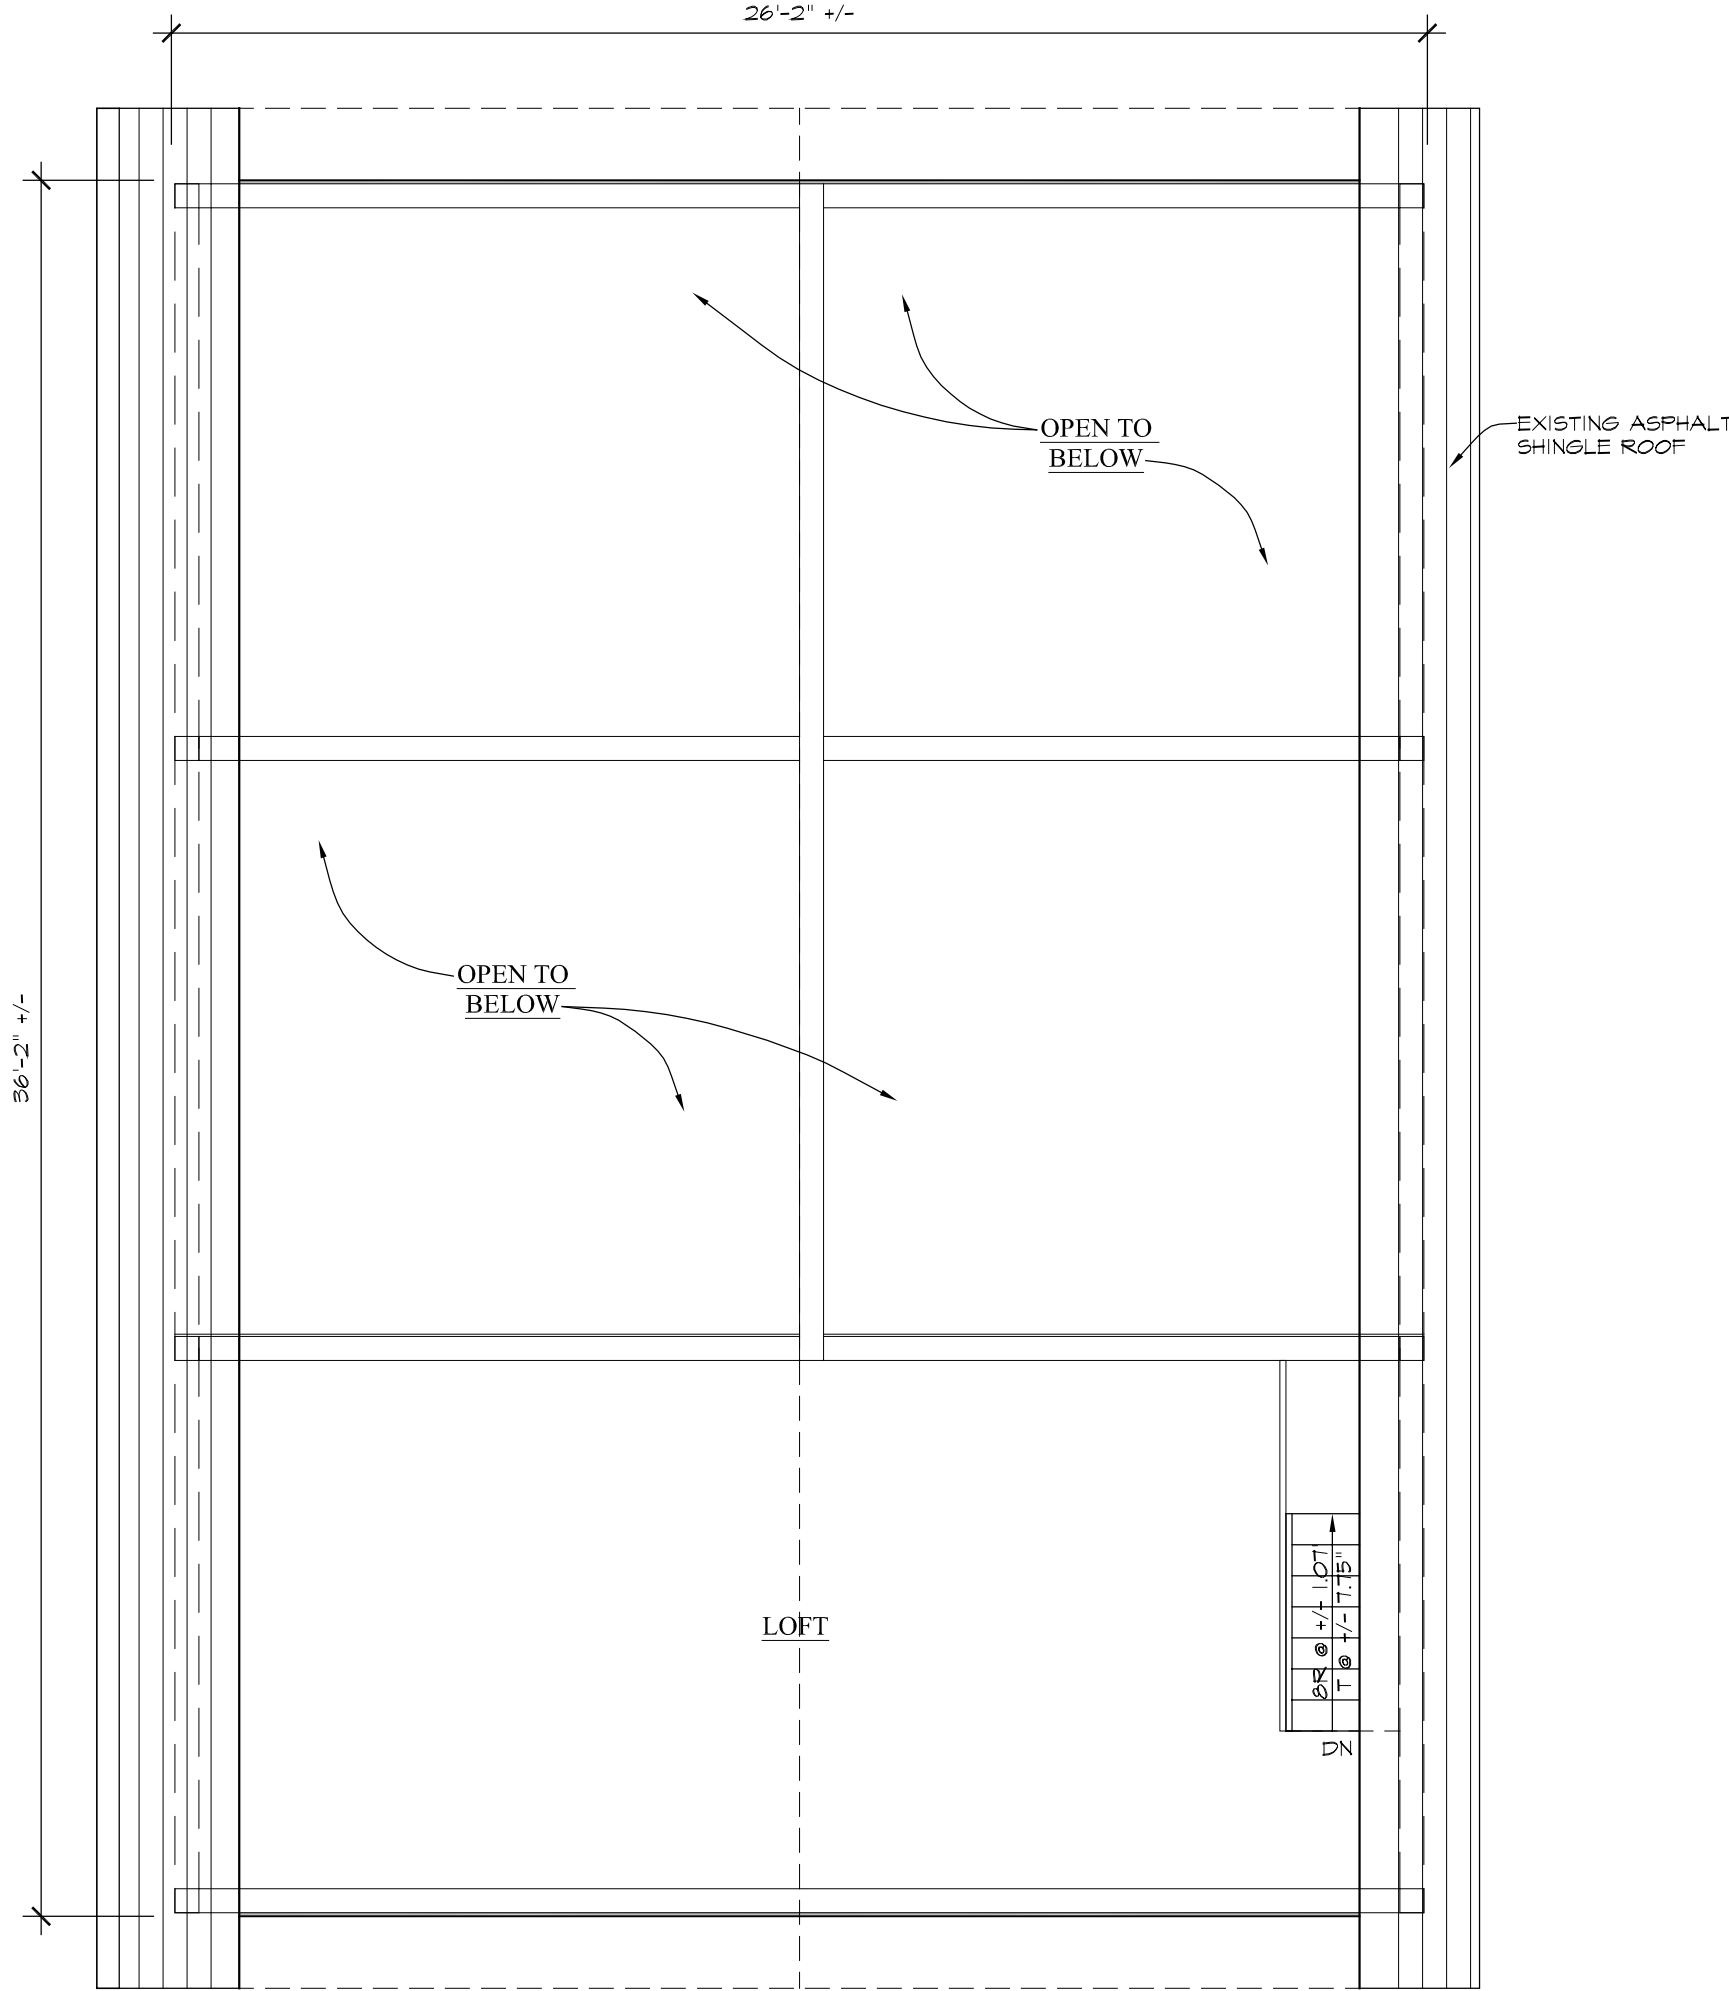 26'-2" +/-
OPEN TO
BELOW
EXISTING ASPHALT
SHINGLE ROOF
36'-2" +/-
OPEN TO
BELOW
LOFT
8R @ +/- 1.07'
T @ +/- 7.75"
DN